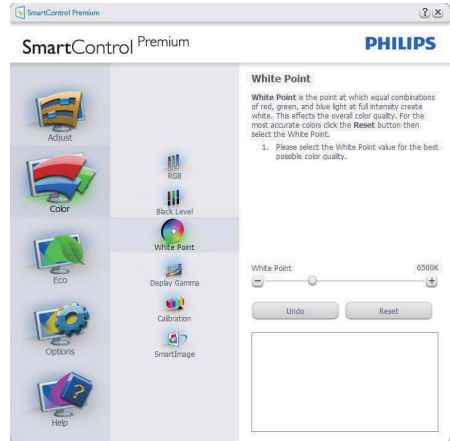 SmartControl Premium
SmartControl Premium
PHILIPS
Adjust
Color
Eco
Options
Help
RGB
Black Level
White Point
Display Gamma
Calibration
SmartImage
White Point
White Point is the point at which equal combinations
of red, green, and blue light at full intensity create
white. This effects the overall color quality. For the
most accurate colors click the Reset button then
select the White Point.
1. Please select the White Point value for the best
possible color quality.
White Point 6500K
Undo Reset